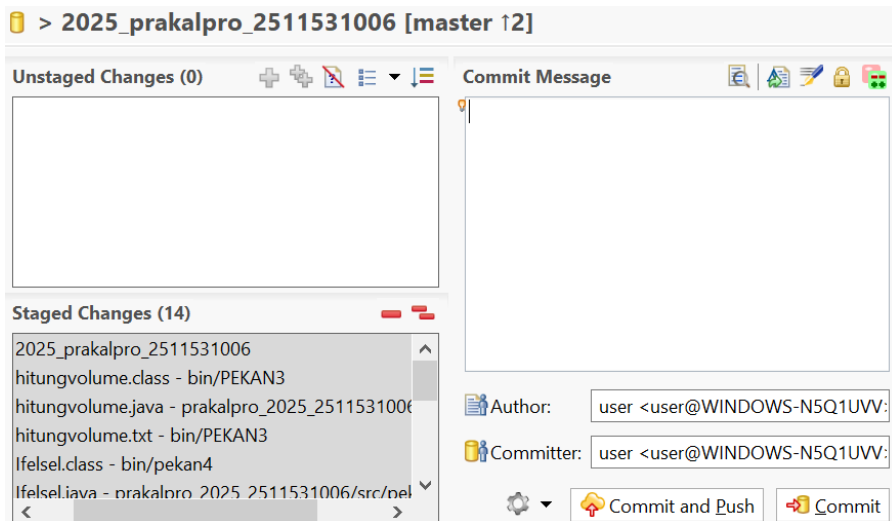 > 2025_prakalpro_2511531006 [master ↑2]
Unstaged Changes (0)
Commit Message
Staged Changes (14)
2025_prakalpro_2511531006
hitungvolume.class - bin/PEKAN3
hitungvolume.java - prakalpro_2025_251153100
hitungvolume.txt - bin/PEKAN3
Ifelsel.class - bin/pekan4
Ifelsel.java - prakalpro_2025_2511531006/src/pek
Author: user <user@WINDOWS-N5Q1UVV:
Committer: user <user@WINDOWS-N5Q1UVV:
Commit and Push
Commit